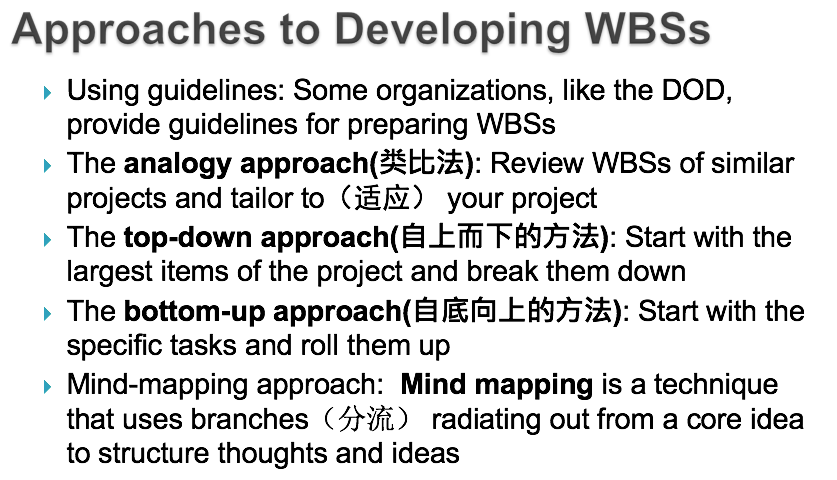 Approaches to Developing WBSs
Using guidelines: Some organizations, like the DOD,
provide guidelines for preparing WBSs
The analogy approach(类比法): Review WBSs of similar
projects and tailor to（适应） your project
The top-down approach(自上而下的方法): Start with the
largest items of the project and break them down
The bottom-up approach(自底向上的方法): Start with the
specific tasks and roll them up
Mind-mapping approach:  Mind mapping is a technique
that uses branches（分流） radiating out from a core idea
to structure thoughts and ideas